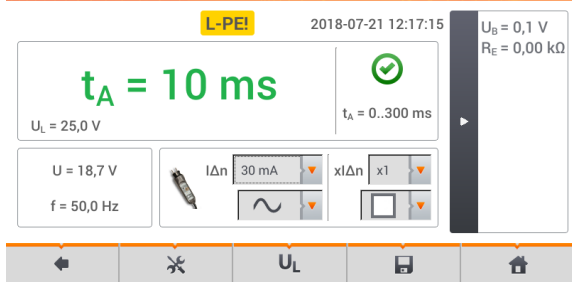 L-PE!
2018-07-21 12:17:15
tA = 10 ms
UL = 25,0 V
tA = 0..300 ms
UB = 0,1 V
RE = 0,00 kΩ
U = 18,7 V
f = 50,0 Hz
IΔn 30 mA
xIΔn x1
UL